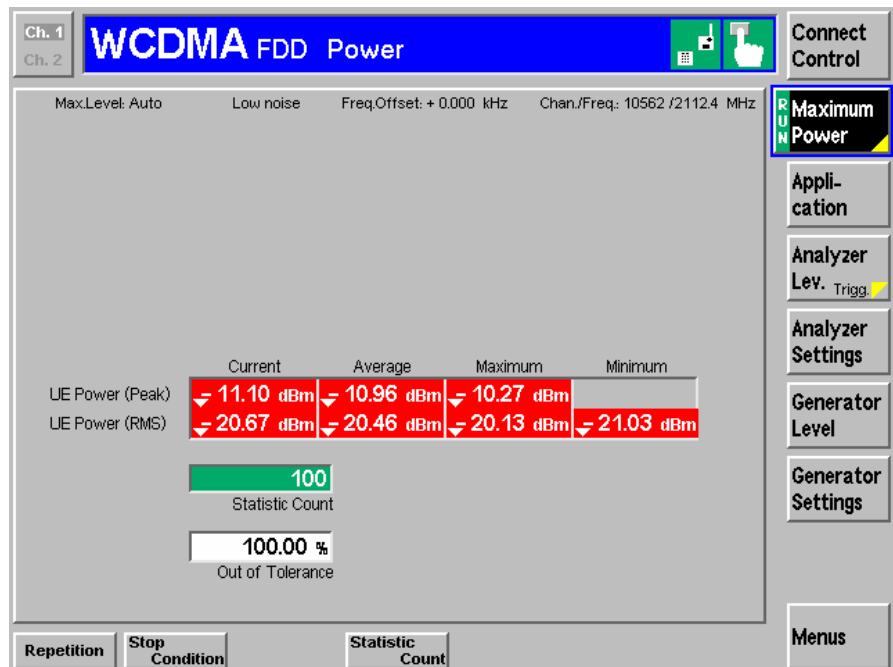 Ch. 1
Ch. 2
WCDMA FDD Power
Connect
Control
Max.Level: Auto Low noise Freq.Offset: + 0.000 kHz Chan./Freq.: 10562 /2112.4 MHz
RUN
Maximum
Power
Appli-
cation
Analyzer
Lev. Trigg.
Analyzer
Settings
Current Average Maximum Minimum
UE Power (Peak) - 11.10 dBm - 10.96 dBm - 10.27 dBm
UE Power (RMS) - 20.67 dBm - 20.46 dBm - 20.13 dBm - 21.03 dBm
Generator
Level
100
Statistic Count
Generator
Settings
100.00 %
Out of Tolerance
Repetition
Stop
Condition
Statistic
Count
Menus